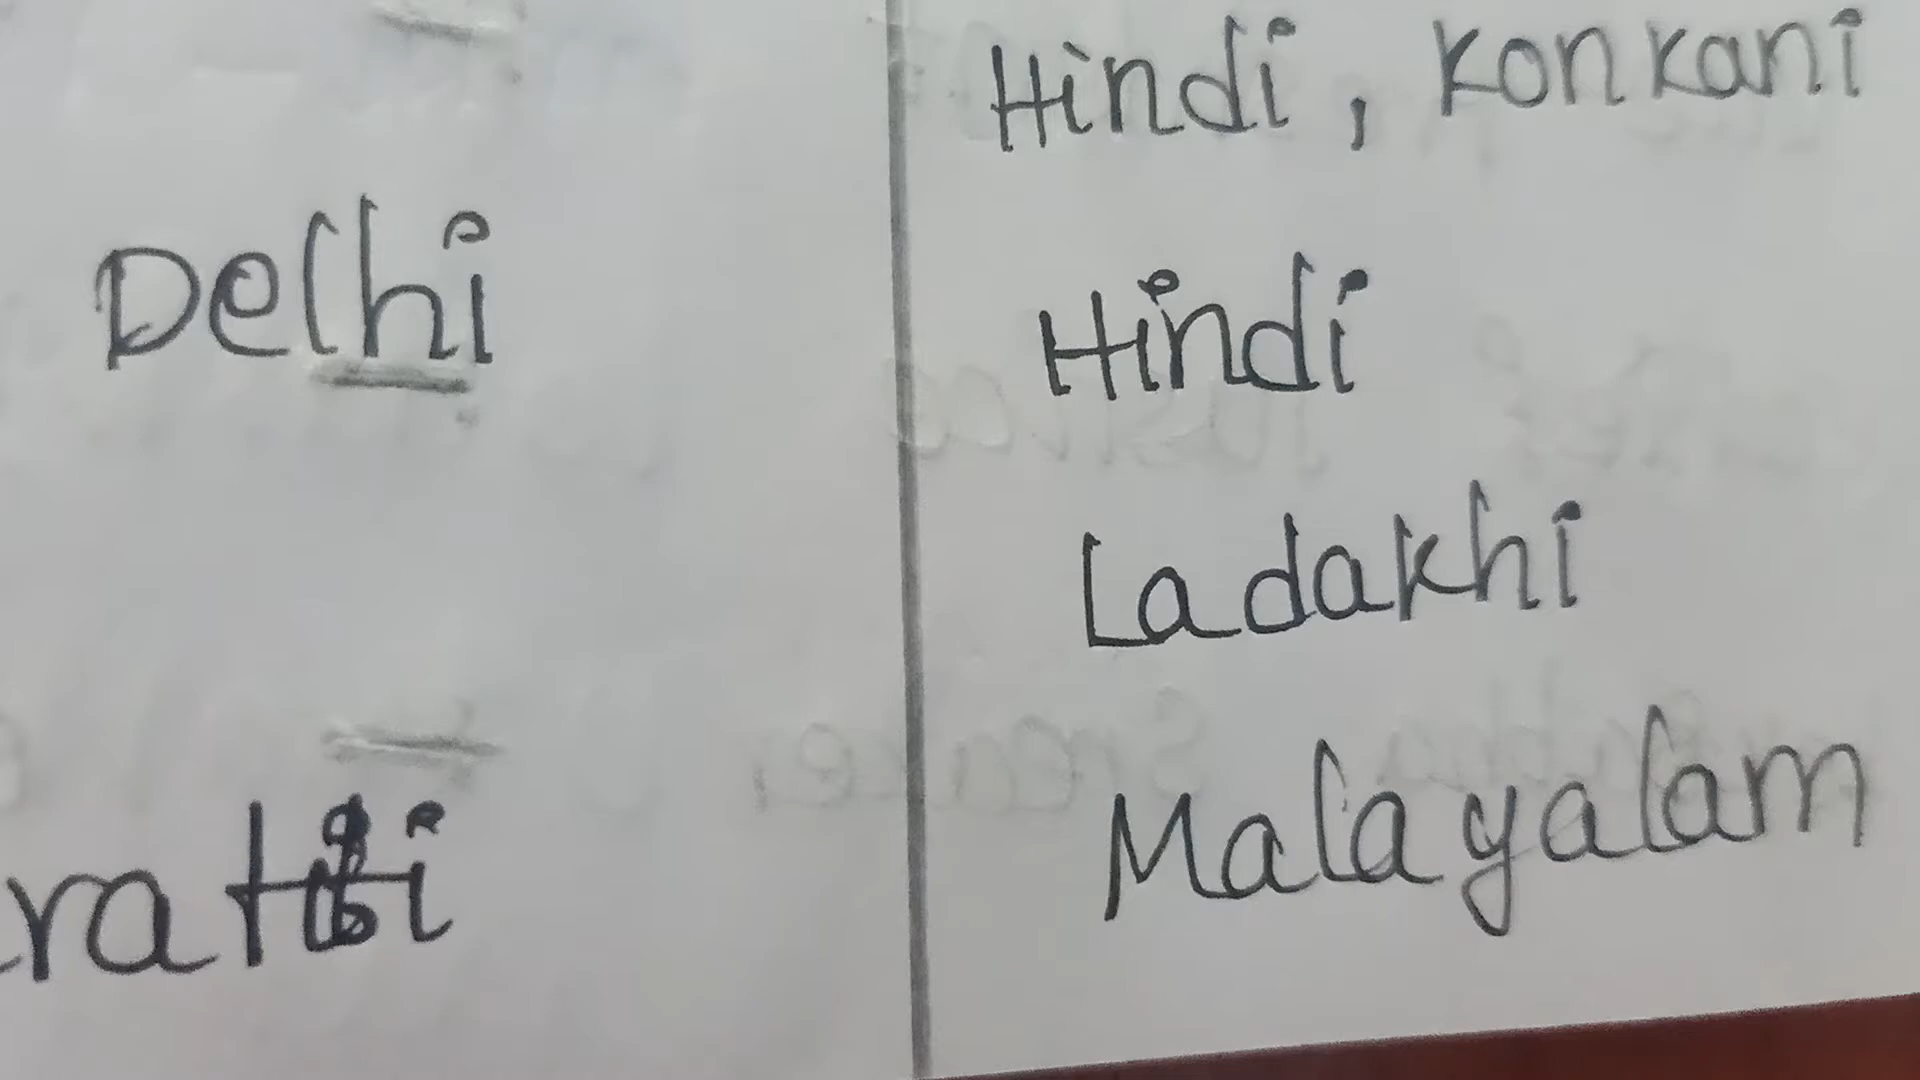 Hindi, Konkani
Delhi
Hindi
Ladakhi
Malayalam